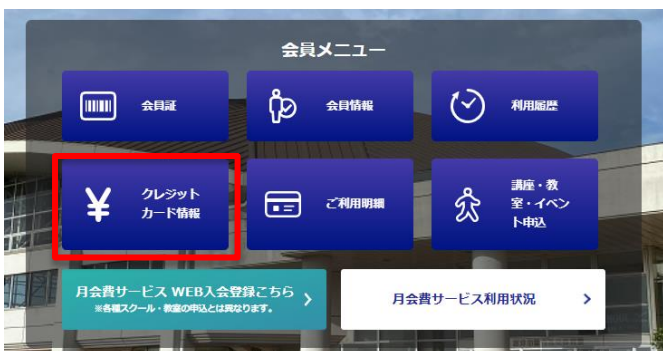 会員メニュー
会員証
会員情報
利用履歴
クレジット
カード情報
ご利用明細
講座・教
室・イベン
ト申込
月会費サービス WEB入会登録こちら
※各種スクール・教室の申込とは異なります。
月会費サービス利用状況